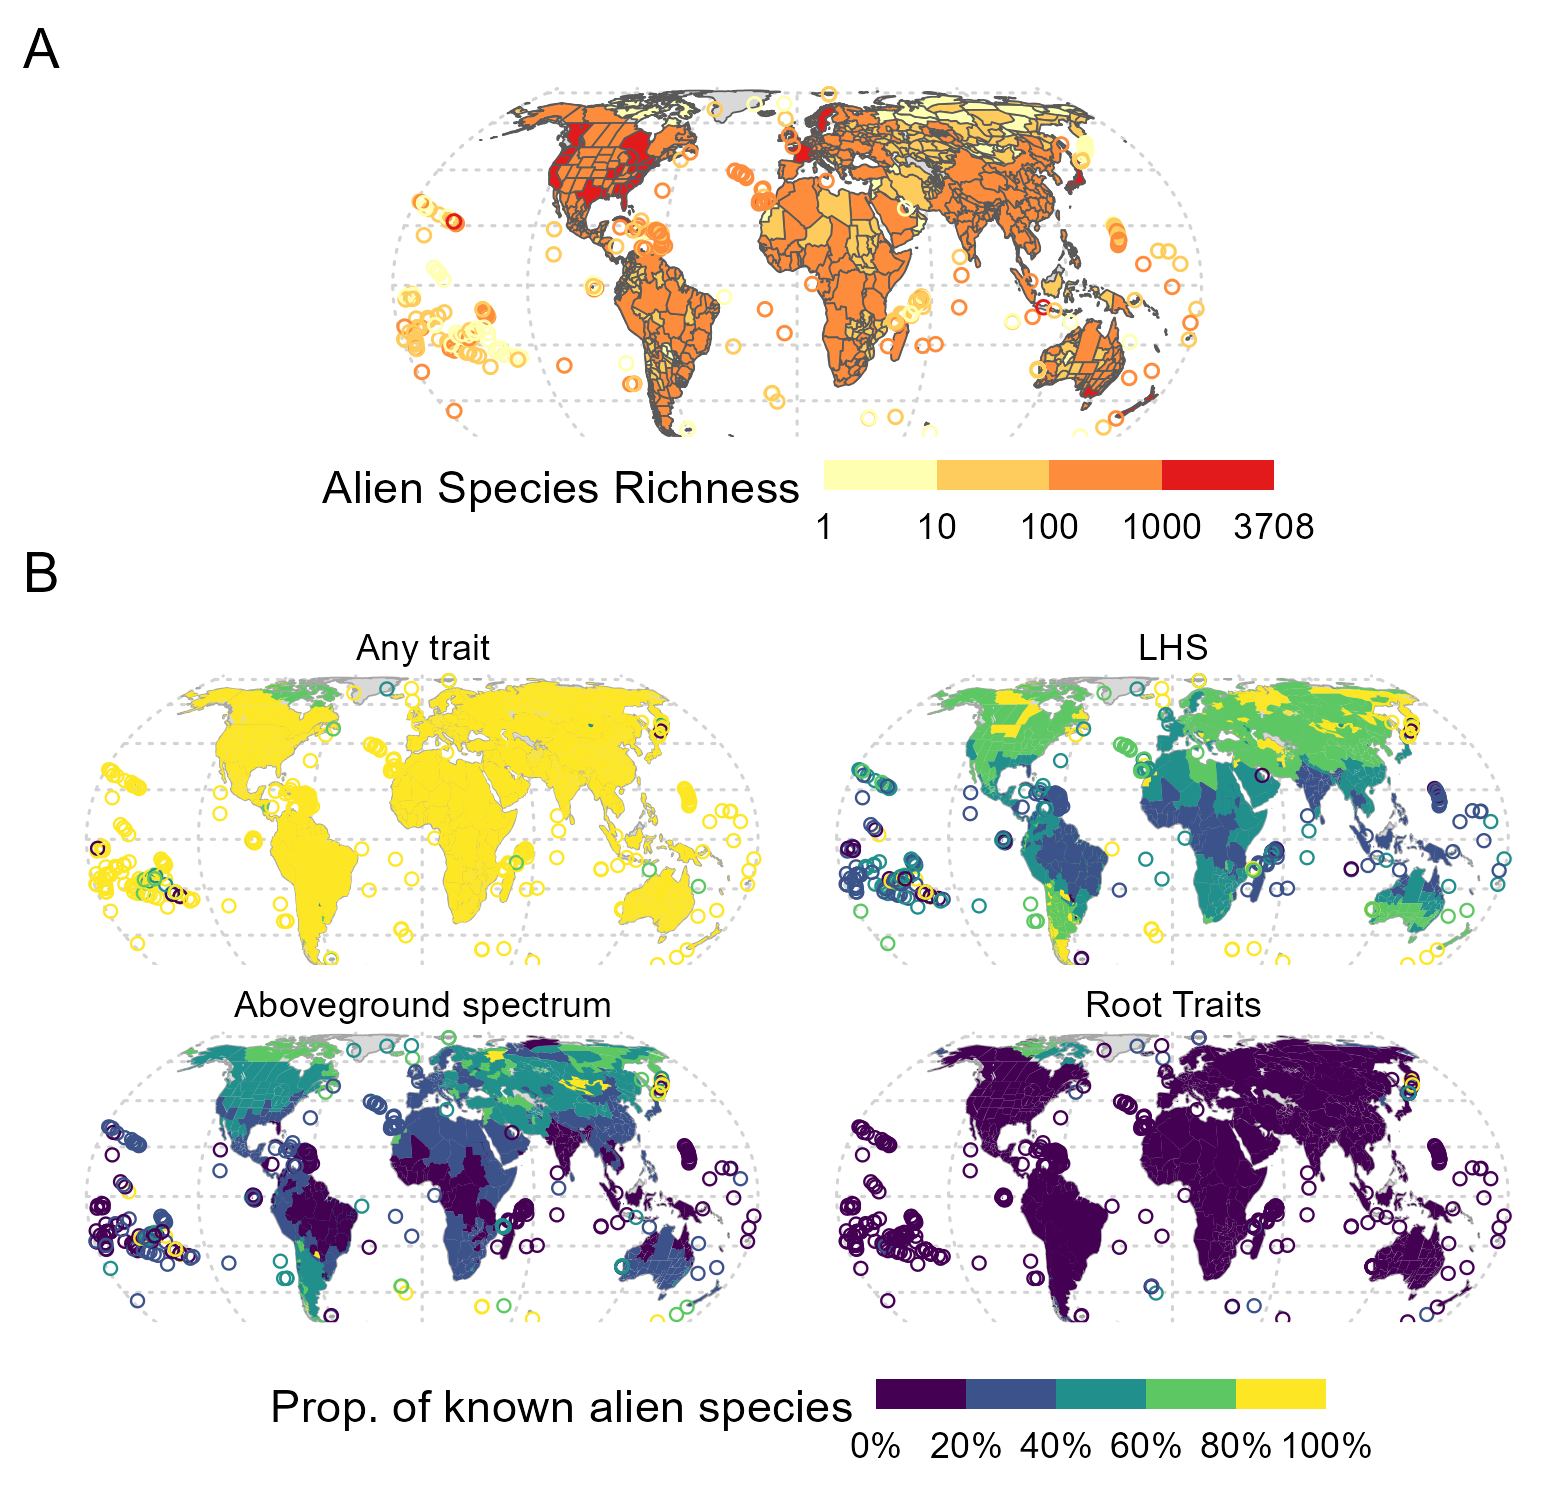 A
Alien Species Richness
1 10 100 1000 3708
B
Any trait
LHS
Aboveground spectrum
Root Traits
Prop. of known alien species
0% 20% 40% 60% 80% 100%